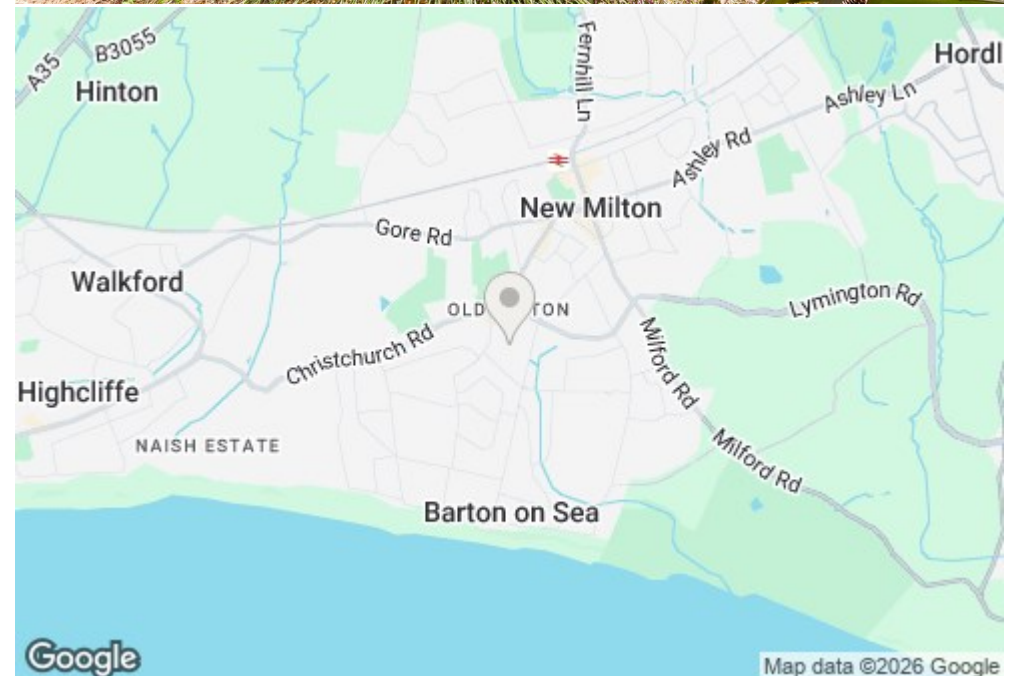 B3055
A35
Hinton
Fernhill Ln
Hordl
Ashley Ln
Ashley Rd
New Milton
Gore Rd
Walkford
Lymington Rd
OLD TON
Christchurch Rd
Milford Rd
Highcliffe
NAISH ESTATE
Milford Rd
Barton on Sea
Google
Map data ©2026 Google